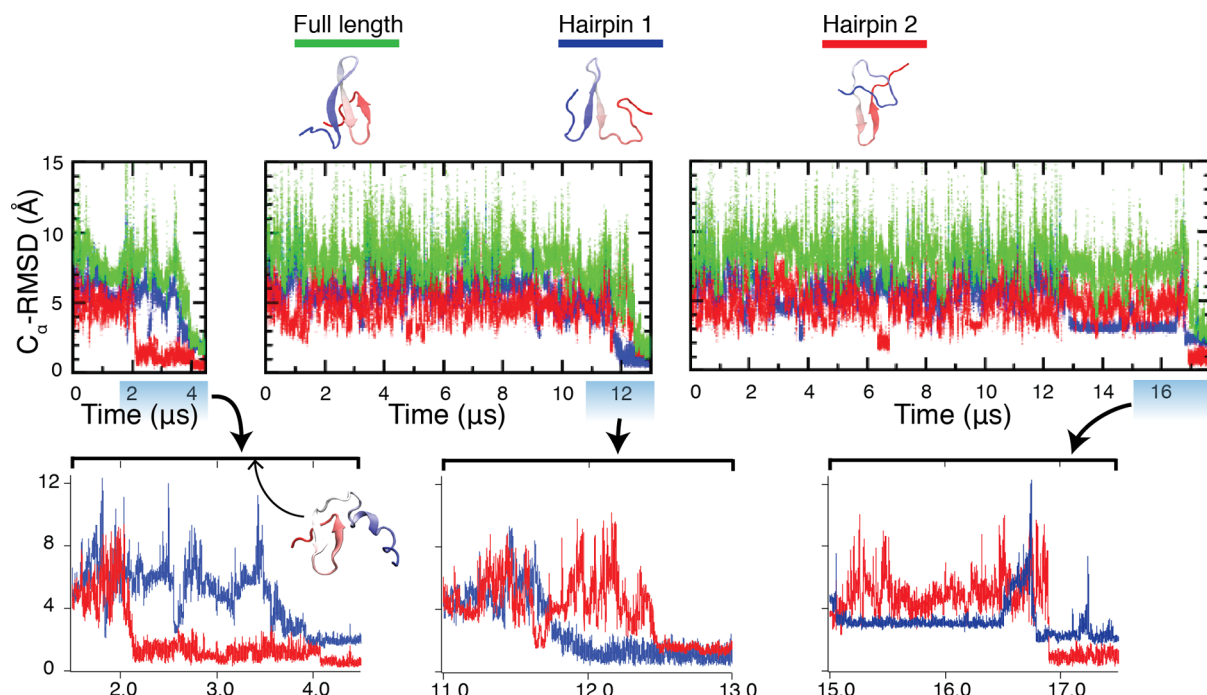 Full length Hairpin 1 Hairpin 2
15
10
5
0
Cα-RMSD (Å)
0 2 4 0 2 4 6 8 10 12 0 2 4 6 8 10 12 14 16
Time (μs) Time (μs) Time (μs)
12
8
4
0
2.0 3.0 4.0 11.0 12.0 13.0 15.0 16.0 17.0